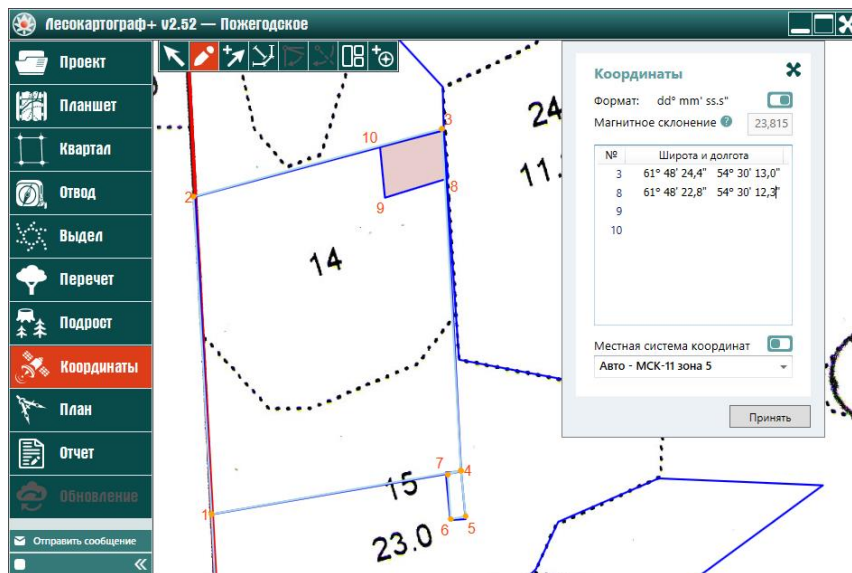 Лесокартограф+ v2.52 — Пожегодское
Проект
Планшет
Квартал
Отвод
Выдел
Перечет
Подрост
Координаты
План
Отчет
Обновление
Отправить сообщение
3
10
2
8
9
14
24
7
4
15
1
6
5
23.0
Координаты
Формат: dd° mm' ss.s"
Магнитное склонение ? 23,815
№ Широта и долгота
3 61° 48' 24,4" 54° 30' 13,0"
8 61° 48' 22,8" 54° 30' 12,3"
9
10
Местная система координат
Авто - МСК-11 зона 5
Принять